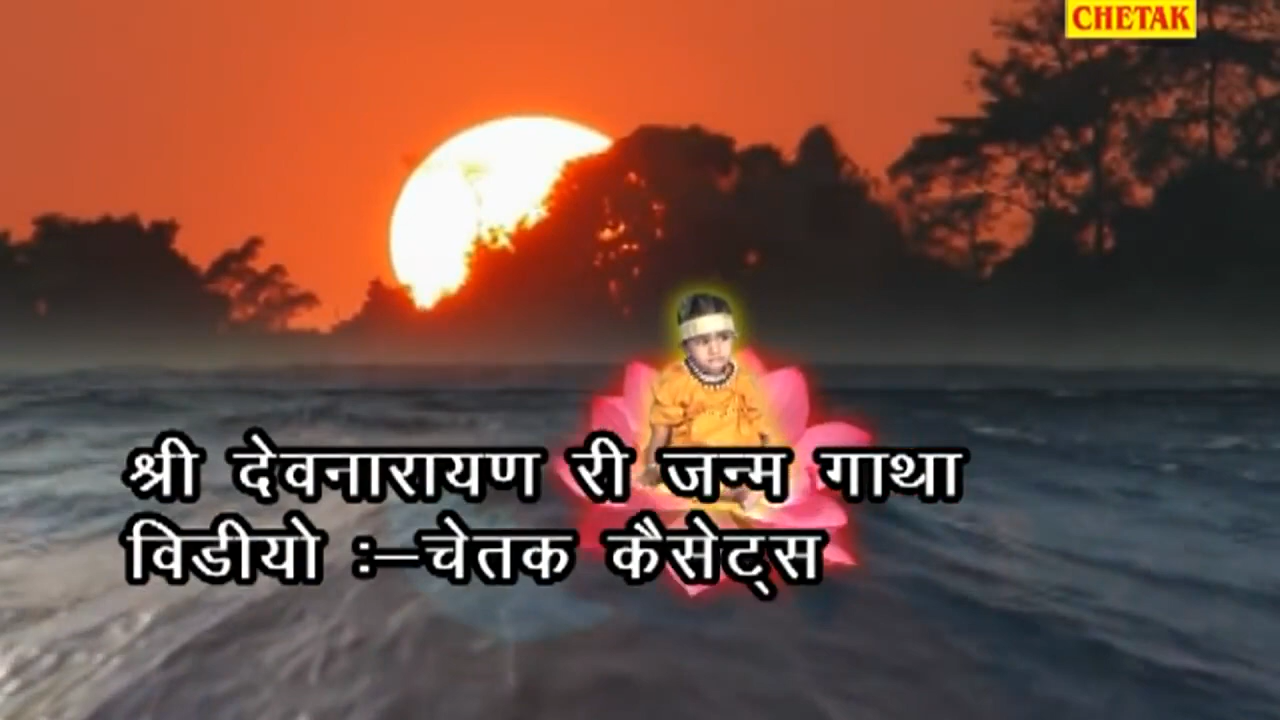 CHETAK
श्री देवनारायण री जन्म गाथा
विडीयो :–चेतक कैसेट्स